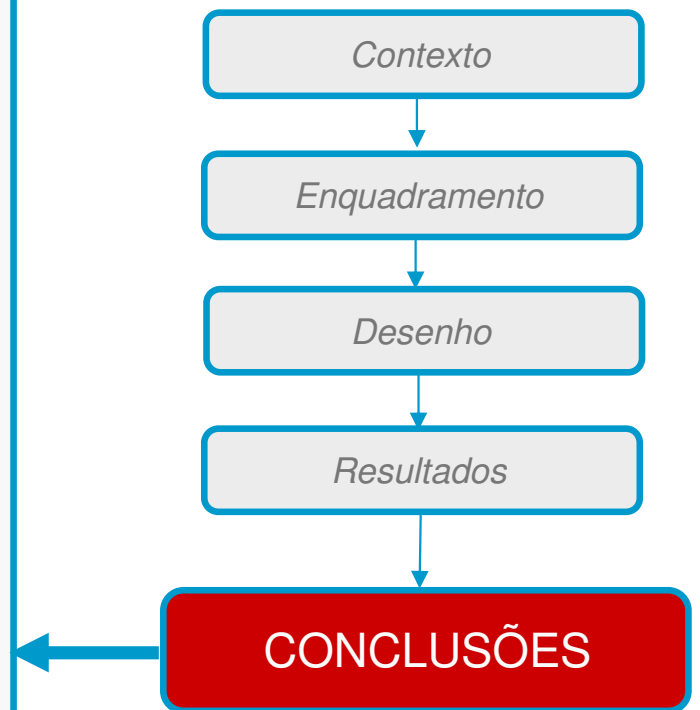 Contexto
Enquadramento
Desenho
Resultados
CONCLUSÕES